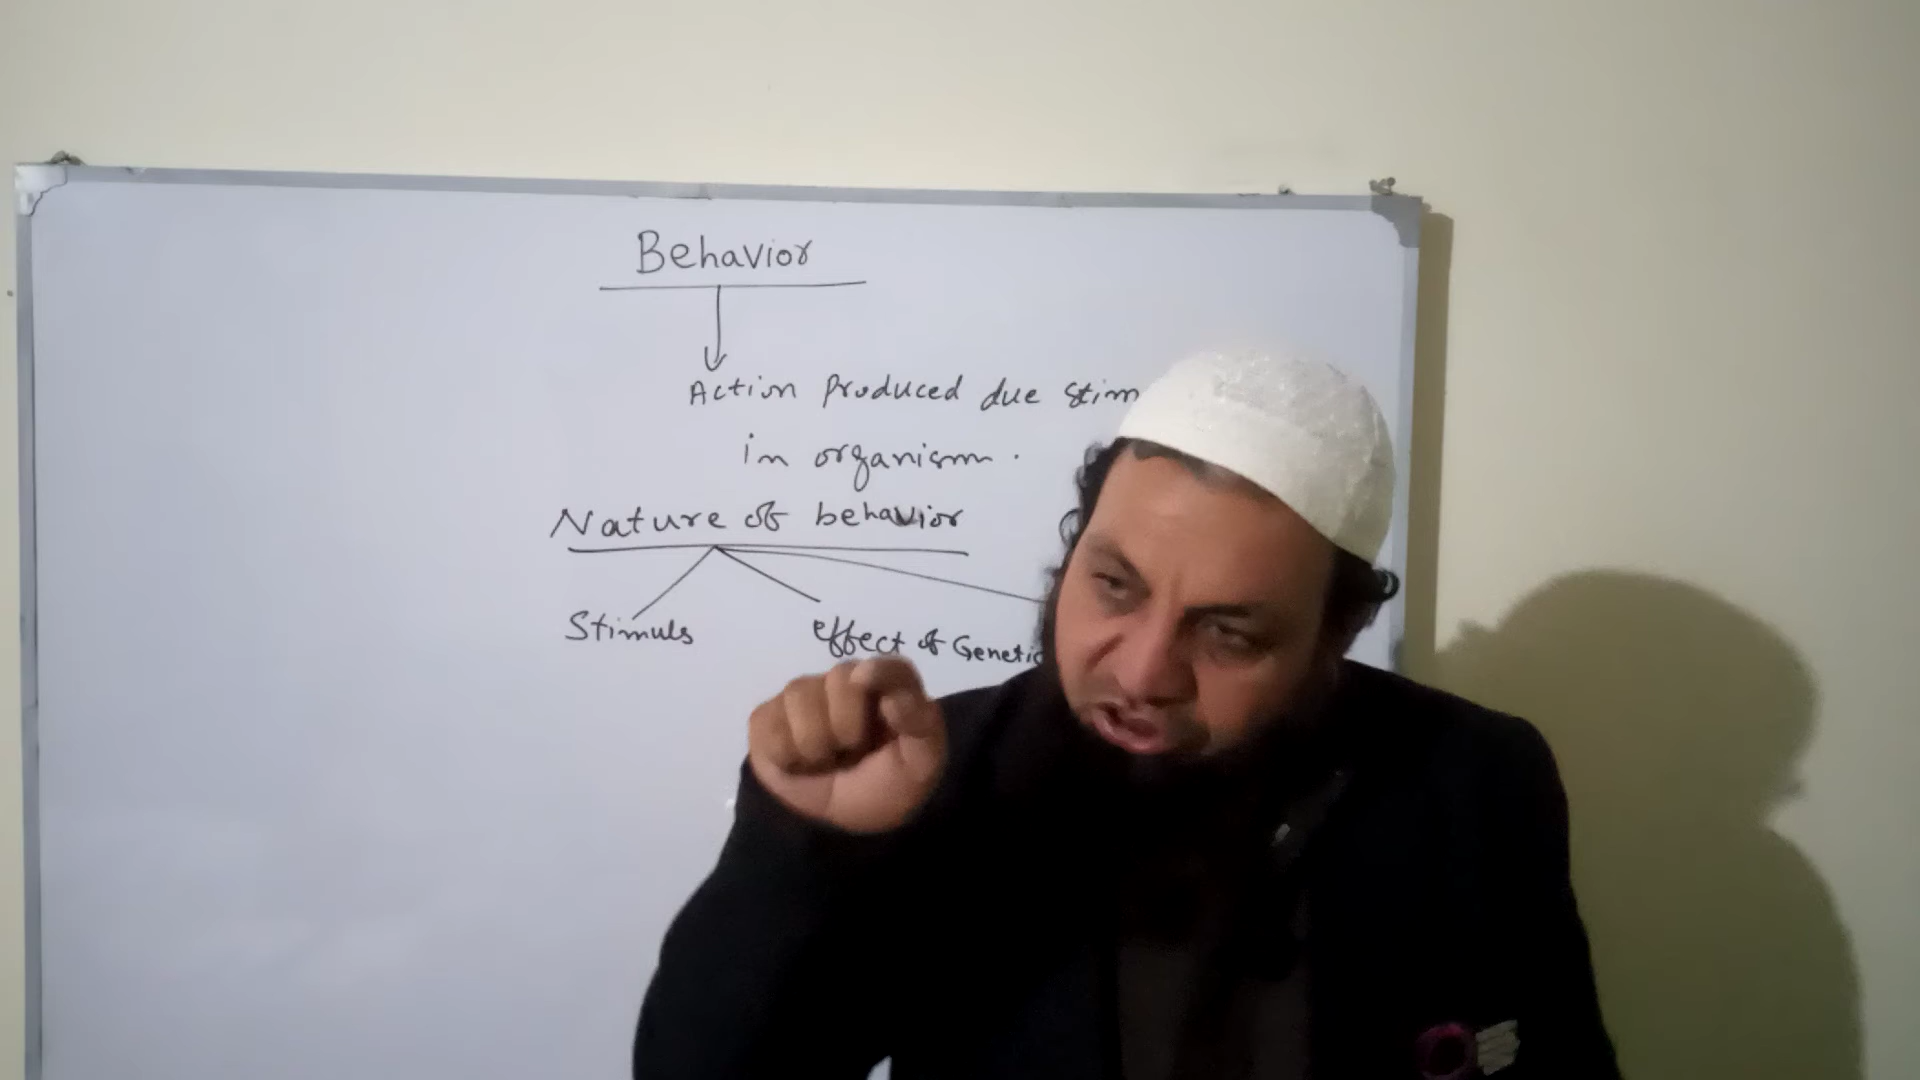 Behavior
Action Produced due stim
in organism.
Nature of behavior
Stimuls
effect of Genetic